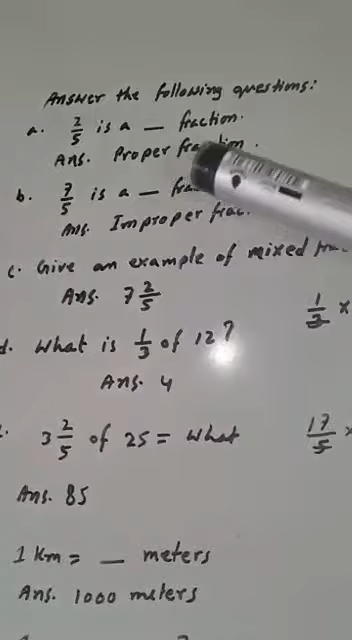 Answer the following questions:
a. 2/5 is a — fraction.
Ans. Proper fraction.
b. 7/5 is a —
Ans. Improper frac.
c. Give an example of mixed
Ans. 7 2/5
d. What is 1/3 of 12? 1/3 ×
Ans. 4
3 2/5 of 25 = What 17/5 ×
Ans. 85
1 km = — meters
Ans. 1000 meters